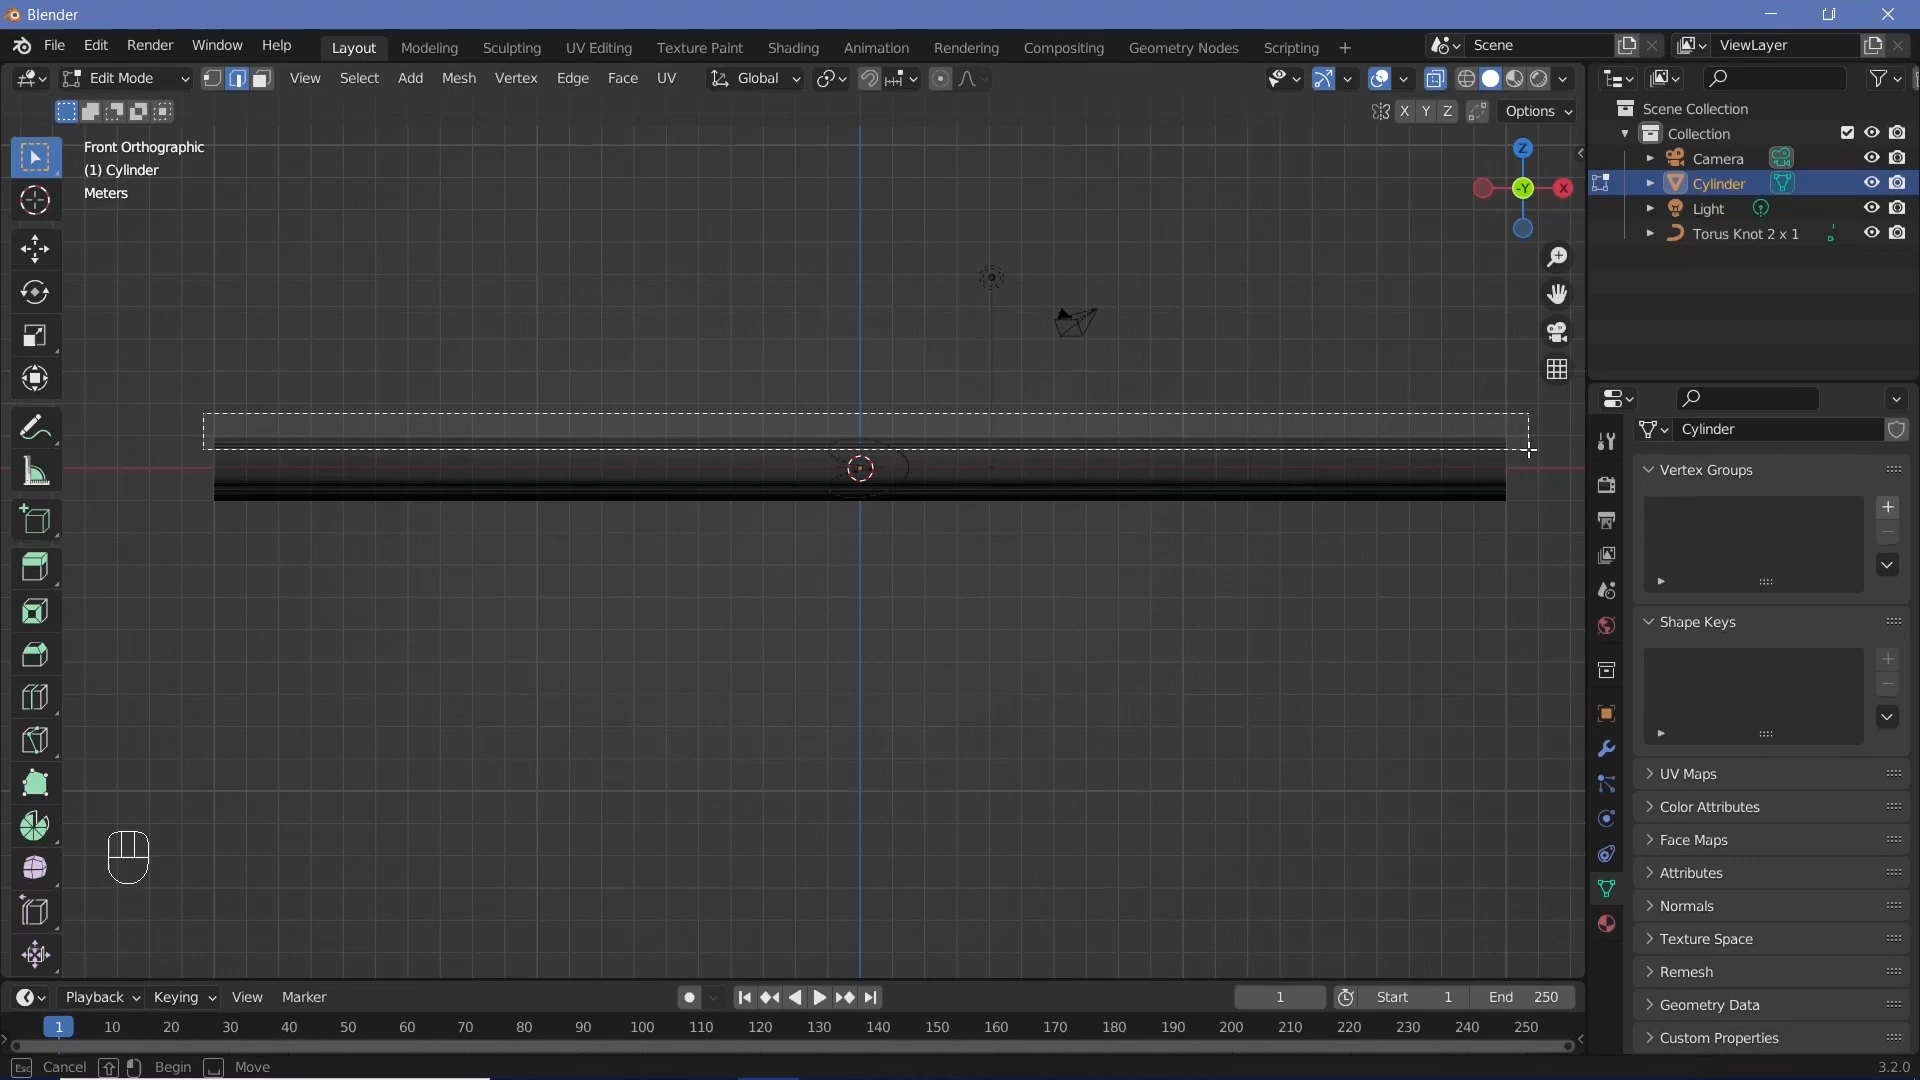 Blender
File Edit Render Window Help Layout Modeling Sculpting UV Editing Texture Paint Shading Animation Rendering Compositing Geometry Nodes Scripting + Scene ViewLayer
Edit Mode View Select Add Mesh Vertex Edge Face UV Global
X Y Z Options
Front Orthographic
(1) Cylinder
Meters
Z
-Y X
Scene Collection
Collection
Camera
Cylinder
Light
Torus Knot 2 x 1
Cylinder
Vertex Groups
Shape Keys
UV Maps
Color Attributes
Face Maps
Attributes
Normals
Texture Space
Remesh
Geometry Data
Custom Properties
Playback Keying View Marker 1 Start 1 End 250
1 10 20 30 40 50 60 70 80 90 100 110 120 130 140 150 160 170 180 190 200 210 220 230 240 250
Esc Cancel Begin Move 3.2.0